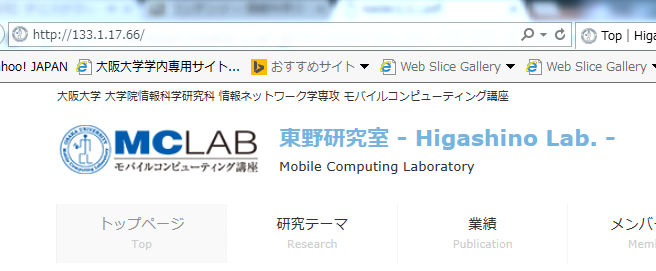 http://133.1.17.66/
Top | Higa
ahoo! JAPAN 大阪大学学内専用サイト... おすすめサイト Web Slice Gallery Web Slice Gallery
大阪大学 大学院情報科学研究科 情報ネットワーク学専攻 モバイルコンピューティング講座
MCLAB
モバイルコンピューティング講座
東野研究室 - Higashino Lab. -
Mobile Computing Laboratory
トップページ 研究テーマ 業績 メンバ
Top Research Publication Mem